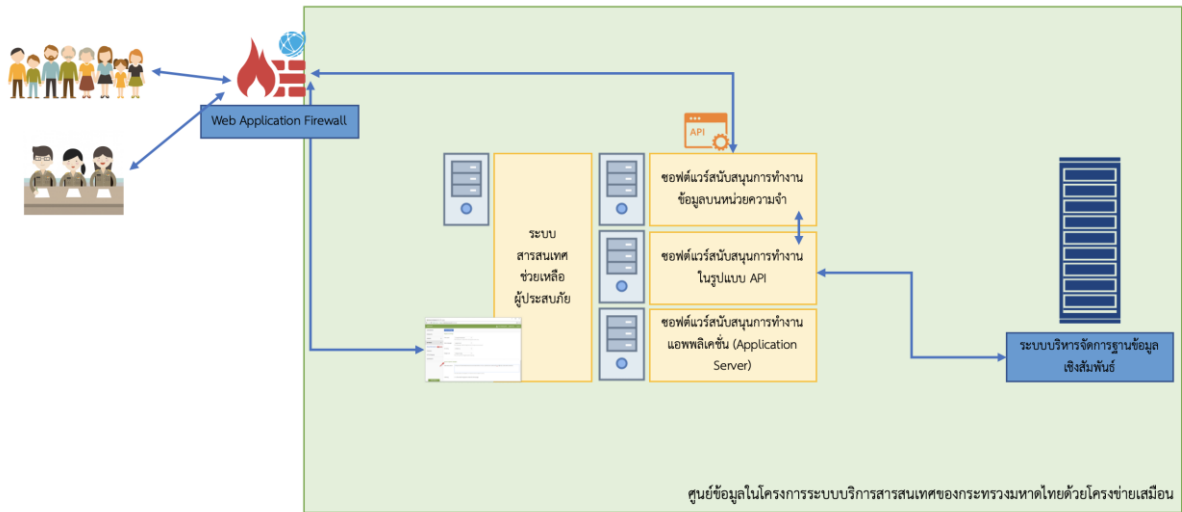 Web Application Firewall
API
ซอฟต์แวร์สนับสนุนการทำงาน
ข้อมูลบนหน่วยความจำ
ระบบ
สารสนเทศ
ช่วยเหลือ
ผู้ประสบภัย
ซอฟต์แวร์สนับสนุนการทำงาน
ในรูปแบบ API
ซอฟต์แวร์สนับสนุนการทำงาน
แอพพลิเคชั่น (Application
Server)
ระบบบริหารจัดการฐานข้อมูล
เชิงสัมพันธ์
ศูนย์ข้อมูลในโครงการระบบบริการสารสนเทศของกระทรวงมหาดไทยด้วยโครงข่ายเสมือน